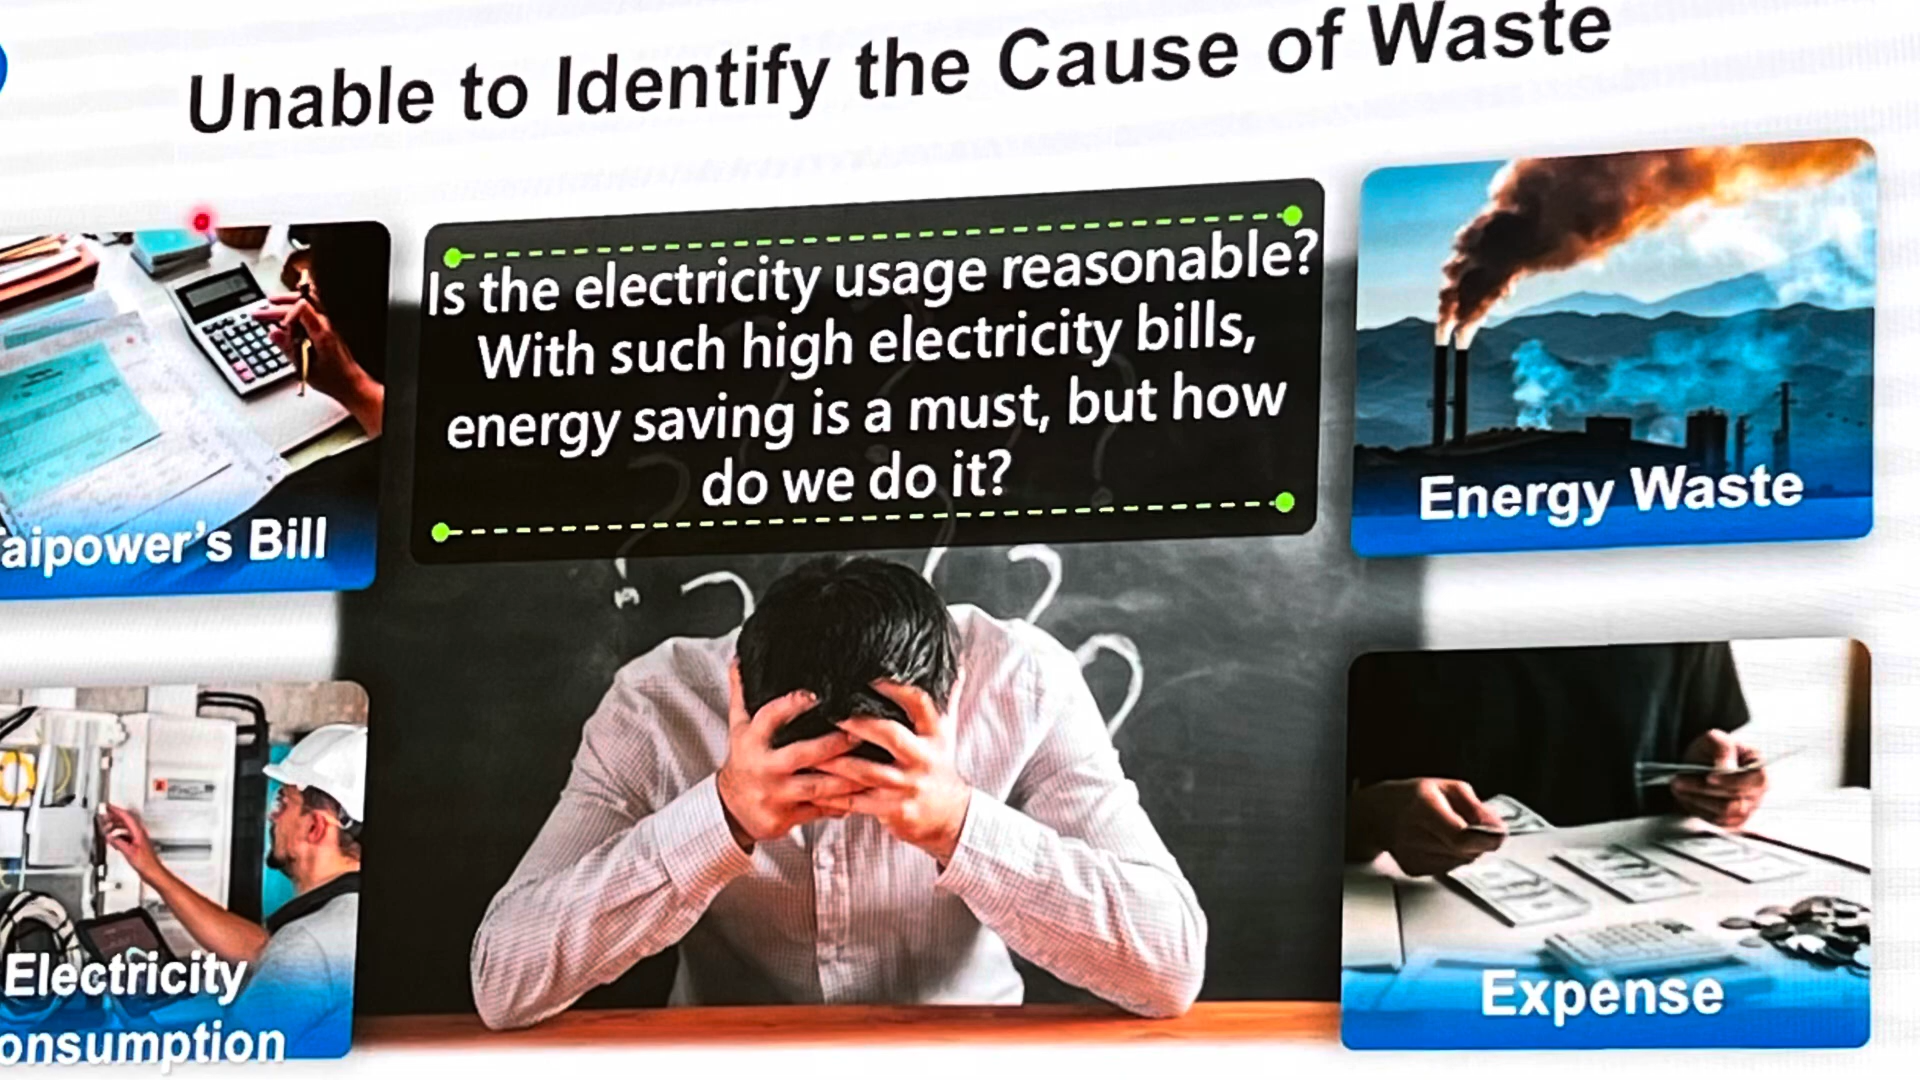 Unable to Identify the Cause of Waste
Is the electricity usage reasonable?
With such high electricity bills,
energy saving is a must, but how
do we do it?
aipower's Bill
Energy Waste
Electricity
onsumption
Expense